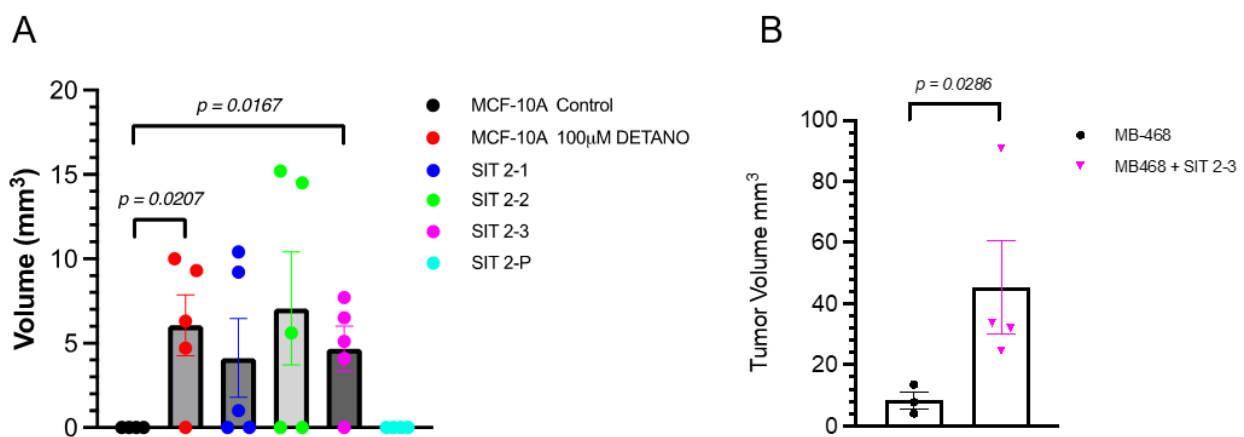 A
B
Volume (mm³)
20
15
10
5
0
p = 0.0167
p = 0.0207
MCF-10A Control
MCF-10A 100μM DETANO
SIT 2-1
SIT 2-2
SIT 2-3
SIT 2-P
Tumor Volume mm³
100
80
60
40
20
0
p = 0.0286
MB-468
MB468 + SIT 2-3